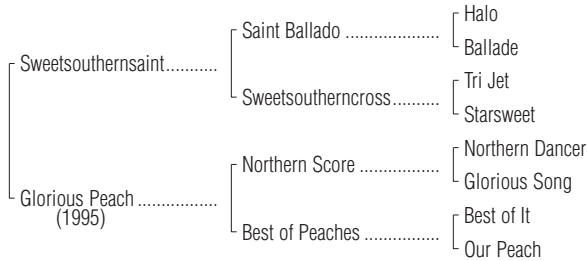 Halo
Saint Ballado ....................
Ballade
Sweetsouthernsaint...........
Tri Jet
Sweetsoutherncross..........
Starsweet
Northern Dancer
Northern Score .................
Glorious Song
Glorious Peach .................
(1995)
Best of It
Best of Peaches ................
Our Peach